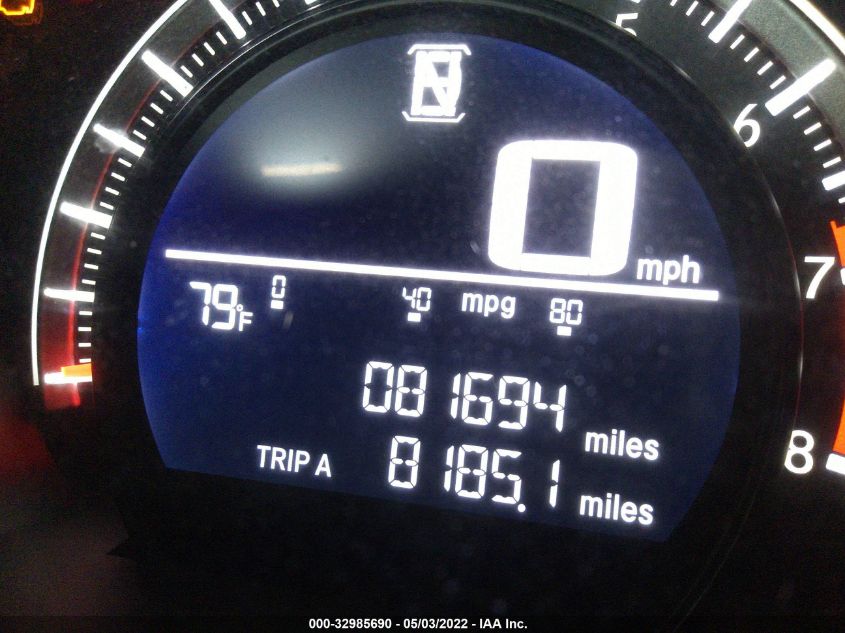 N
5
6
7
8
0 mph
79°F 0 40 mpg 80
081694 miles
TRIP A 8185.1 miles
000-32985690 - 05/03/2022 - IAA Inc.